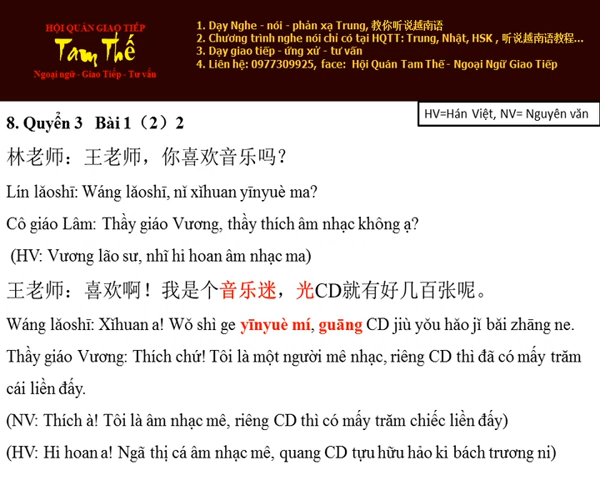 HỘI QUÁN GIAO TIẾP
Tam Thế
Ngoại ngữ - Giao Tiếp - Tư vấn
1. Dạy Nghe - nói - phản xạ Trung, 教你听说越南语
2. Chương trình nghe nói chỉ có tại HQTT: Trung, Nhật, HSK , 听说越南语教程...
3. Dạy giao tiếp - ứng xử - tư vấn
4. Liên hệ: 0977309925, face: Hội Quán Tam Thế - Ngoại Ngữ Giao Tiếp
HV=Hán Việt, NV= Nguyên văn
8. Quyển 3 Bài 1（2）2
林老师：王老师，你喜欢音乐吗？
Lín lǎoshī: Wáng lǎoshī, nǐ xǐhuan yīnyuè ma?
Cô giáo Lâm: Thầy giáo Vương, thầy thích âm nhạc không ạ?
(HV: Vương lão sư, nhĩ hi hoan âm nhạc ma)
王老师：喜欢啊！我是个音乐迷，光CD就有好几百张呢。
Wáng lǎoshī: Xǐhuan a! Wǒ shì ge yīnyuè mí, guāng CD jiù yǒu hǎo jǐ bǎi zhāng ne.
Thầy giáo Vương: Thích chứ! Tôi là một người mê nhạc, riêng CD thì đã có mấy trăm
cái liền đấy.
(NV: Thích à! Tôi là âm nhạc mê, riêng CD thì có mấy trăm chiếc liền đấy)
(HV: Hi hoan a! Ngã thị cá âm nhạc mê, quang CD tựu hữu hảo ki bách trương ni)